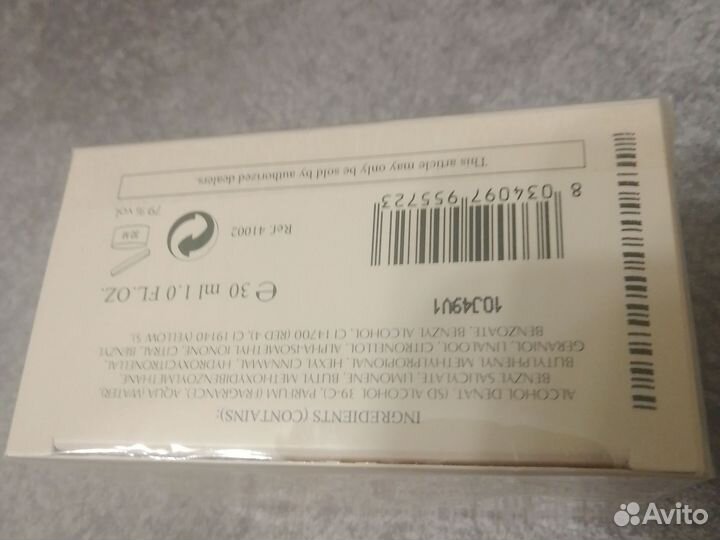 INGREDIENTS (CONTAINS):
ALCOHOL DENAT. (SD ALCOHOL 39-C), PARFUM (FRAGRANCE), AQUA (WATER),
BENZYL SALICYLATE, LIMONENE, BUTYL METHOXYDIBENZOYLMETHANE,
BUTYLPHENYL METHYLPROPIONAL, HEXYL CINNAMAL, HYDROXYCITRONELLAL,
GERANIOL, LINALOOL, CITRONELLOL, ALPHA-ISOMETHYL IONONE, CITRAL, BENZYL
BENZOATE, BENZYL ALCOHOL, CI 14700 (RED 4), CI 19140 (YELLOW 5).
10J49U1
℮ 30 ml 1.0 FL.OZ.
30 M
Ref. 41002
79 % vol.
8 034097 955723
This article may only be sold by authorized dealers.
Avito